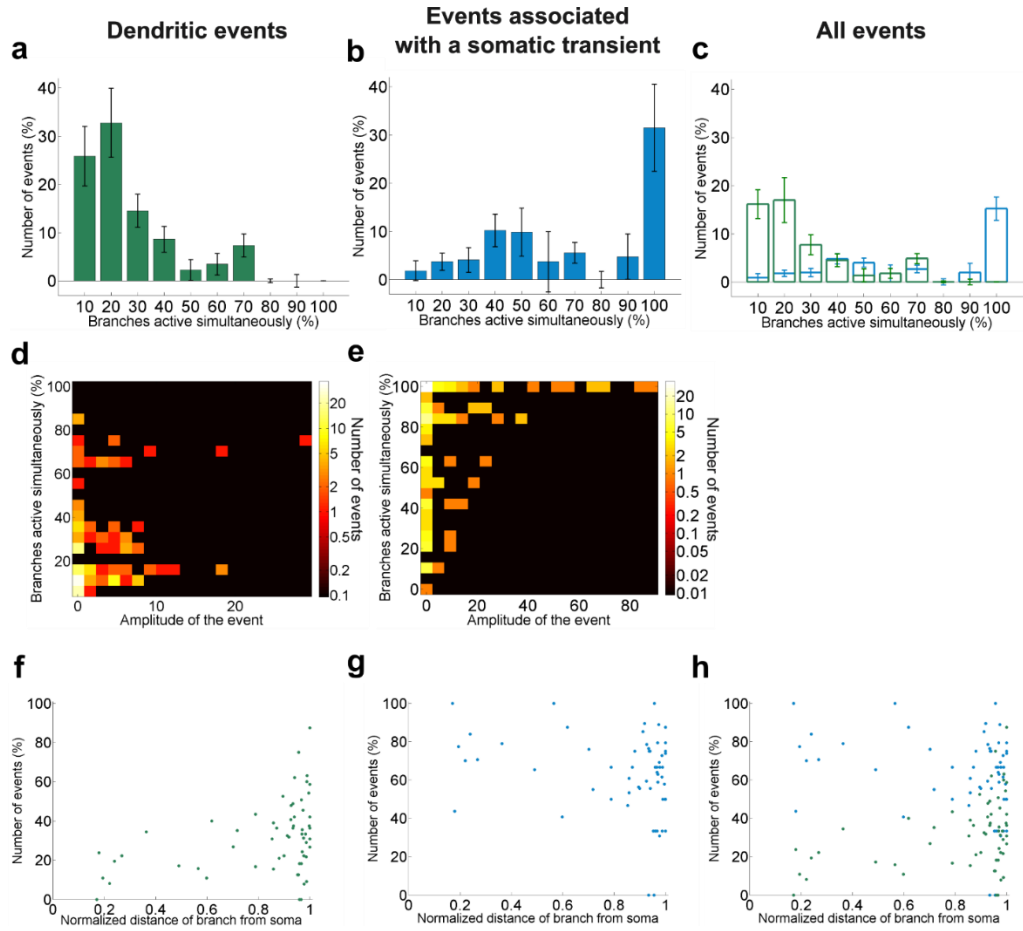 Dendritic events
Events associated
with a somatic transient
All events
a
b
c
Number of events (%)
40
30
20
10
0
10 20 30 40 50 60 70 80 90 100
Branches active simultaneously (%)
Number of events (%)
40
30
20
10
0
10 20 30 40 50 60 70 80 90 100
Branches active simultaneously (%)
Number of events (%)
40
30
20
10
0
10 20 30 40 50 60 70 80 90 100
Branches active simultaneously (%)
d
e
Branches active simultaneously (%)
100
80
60
40
20
0 10 20
Amplitude of the event
20
10
5
2
1
0.5
0.2
0.1
Number of events
Branches active simultaneously (%)
100
80
60
40
20
0
0 20 40 60 80
Amplitude of the event
20
10
5
2
1
0.5
0.2
0.1
0.05
0.02
0.01
Number of events
f
g
h
Number of events (%)
100
80
60
40
20
0
0 0.2 0.4 0.6 0.8 1
Normalized distance of branch from soma
Number of events (%)
100
80
60
40
20
0
0 0.2 0.4 0.6 0.8 1
Normalized distance of branch from soma
Number of events (%)
100
80
60
40
20
0
0 0.2 0.4 0.6 0.8 1
Normalized distance of branch from soma